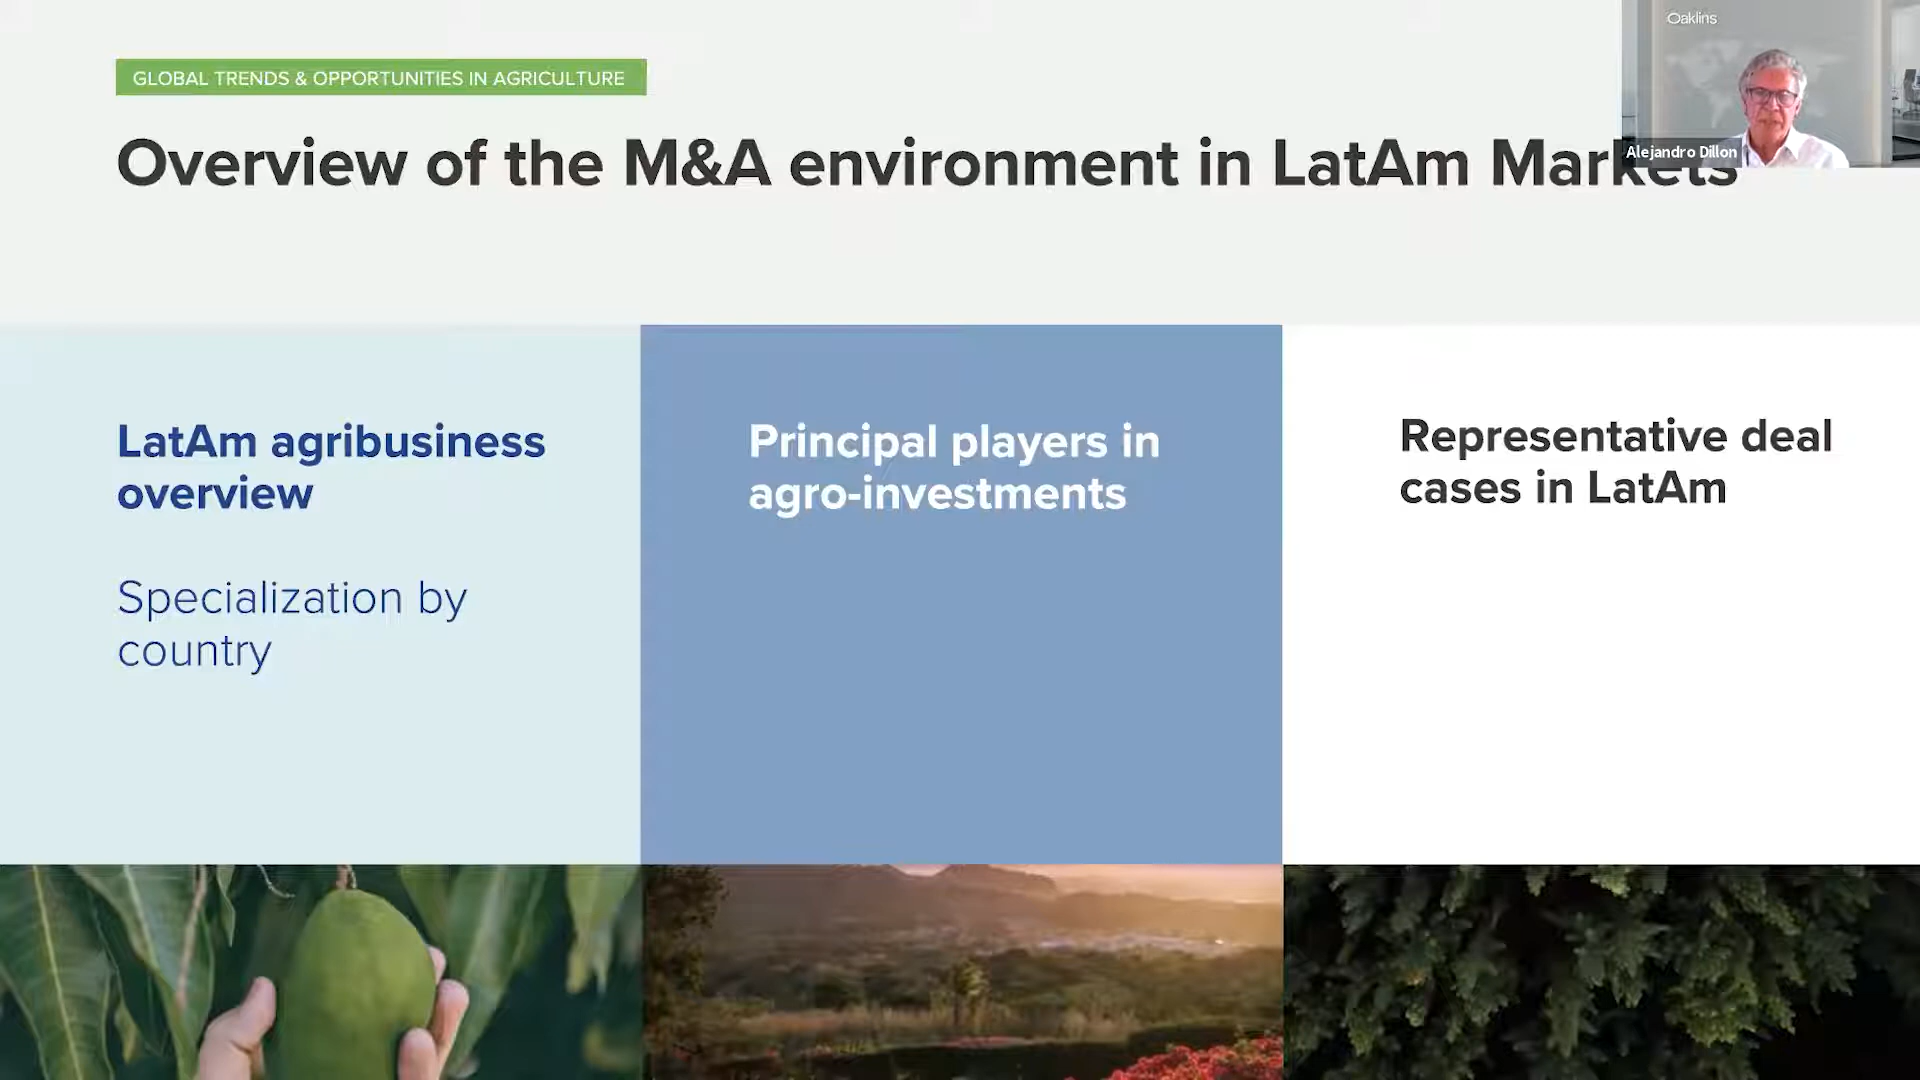 GLOBAL TRENDS & OPPORTUNITIES IN AGRICULTURE
Overview of the M&A environment in LatAm Markets
Oaklins
Alejandro Dillon
LatAm agribusiness
overview
Specialization by
country
Principal players in
agro-investments
Representative deal
cases in LatAm